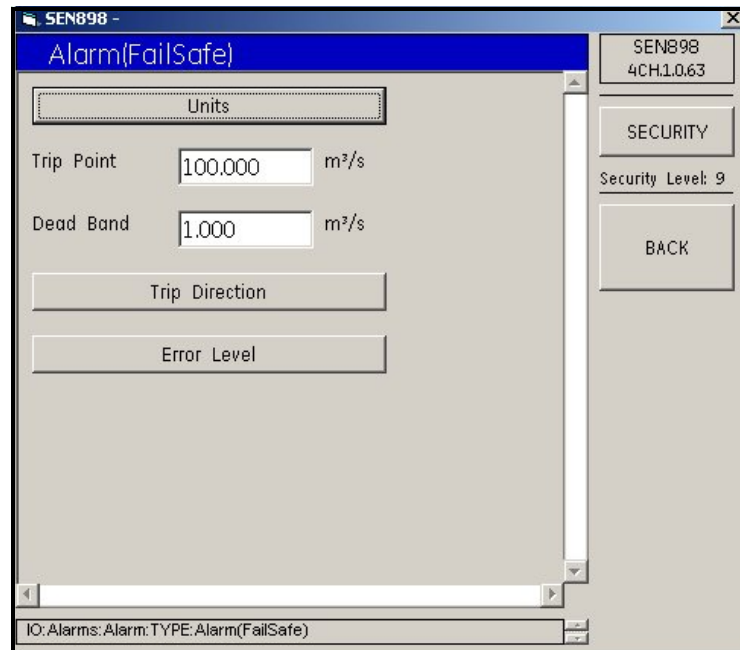 SEN898 -
Alarm(FailSafe)
SEN898
4CH.1.0.63
Units
SECURITY
Trip Point 100.000 m³/s
Security Level: 9
Dead Band 1.000 m³/s
BACK
Trip Direction
Error Level
IO:Alarms:Alarm:TYPE:Alarm(FailSafe)